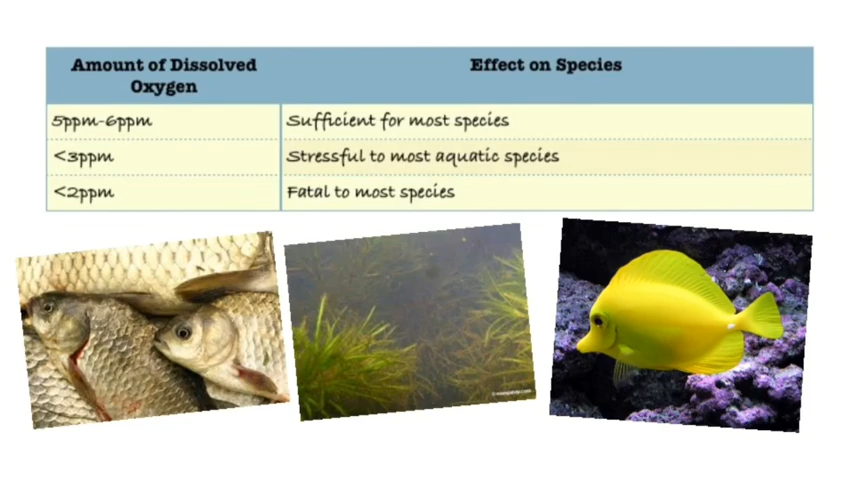 Amount of Dissolved
Oxygen
Effect on Species
5ppm-6ppm
Sufficient for most species
<3ppm
Stressful to most aquatic species
<2ppm
Fatal to most species